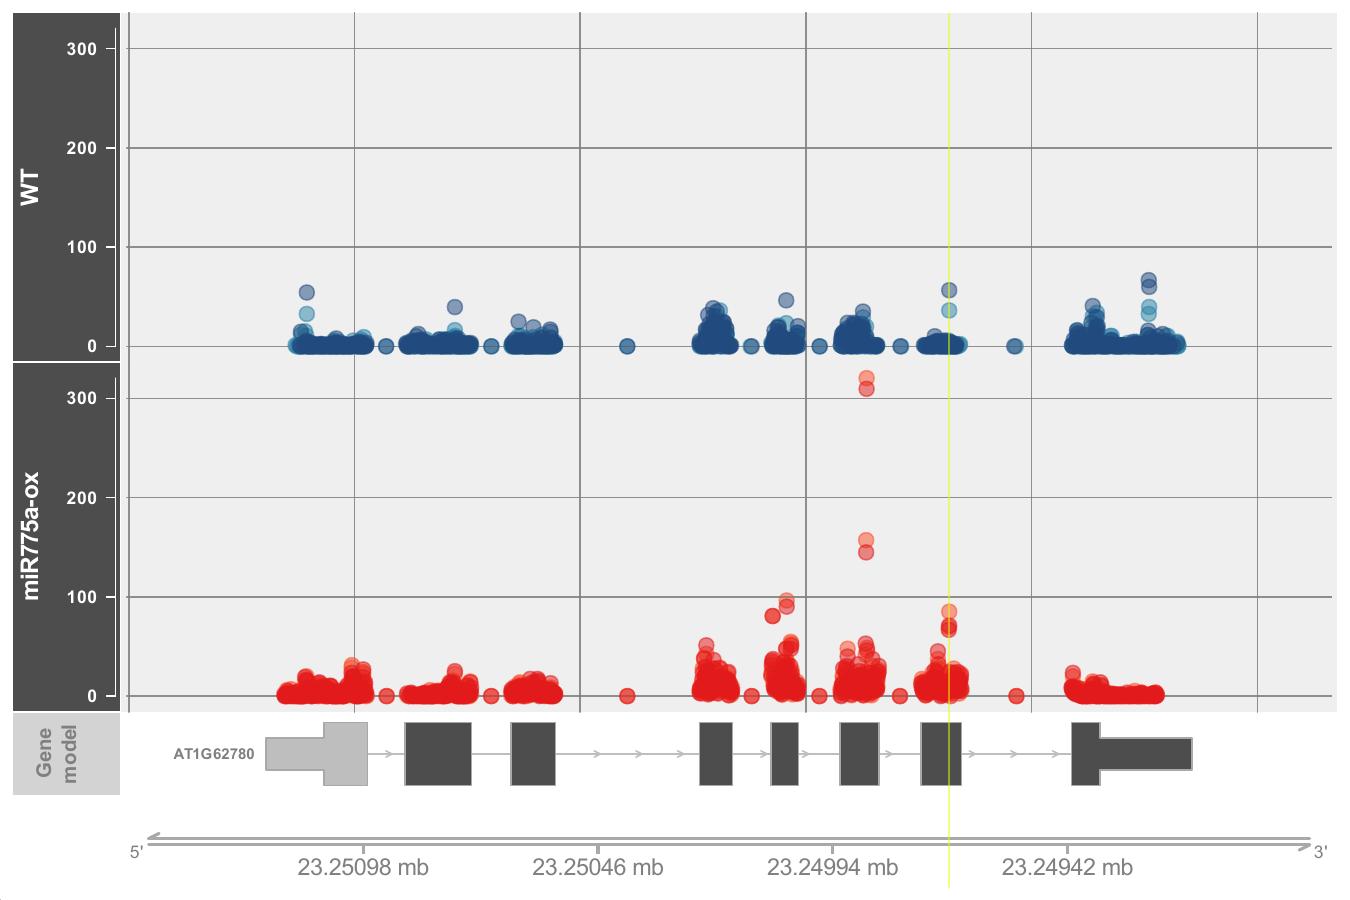 300
200
WT
100
0
300
200
miR775a-ox
100
0
Gene
model
AT1G62780
5'
3'
23.25098 mb
23.25046 mb
23.24994 mb
23.24942 mb